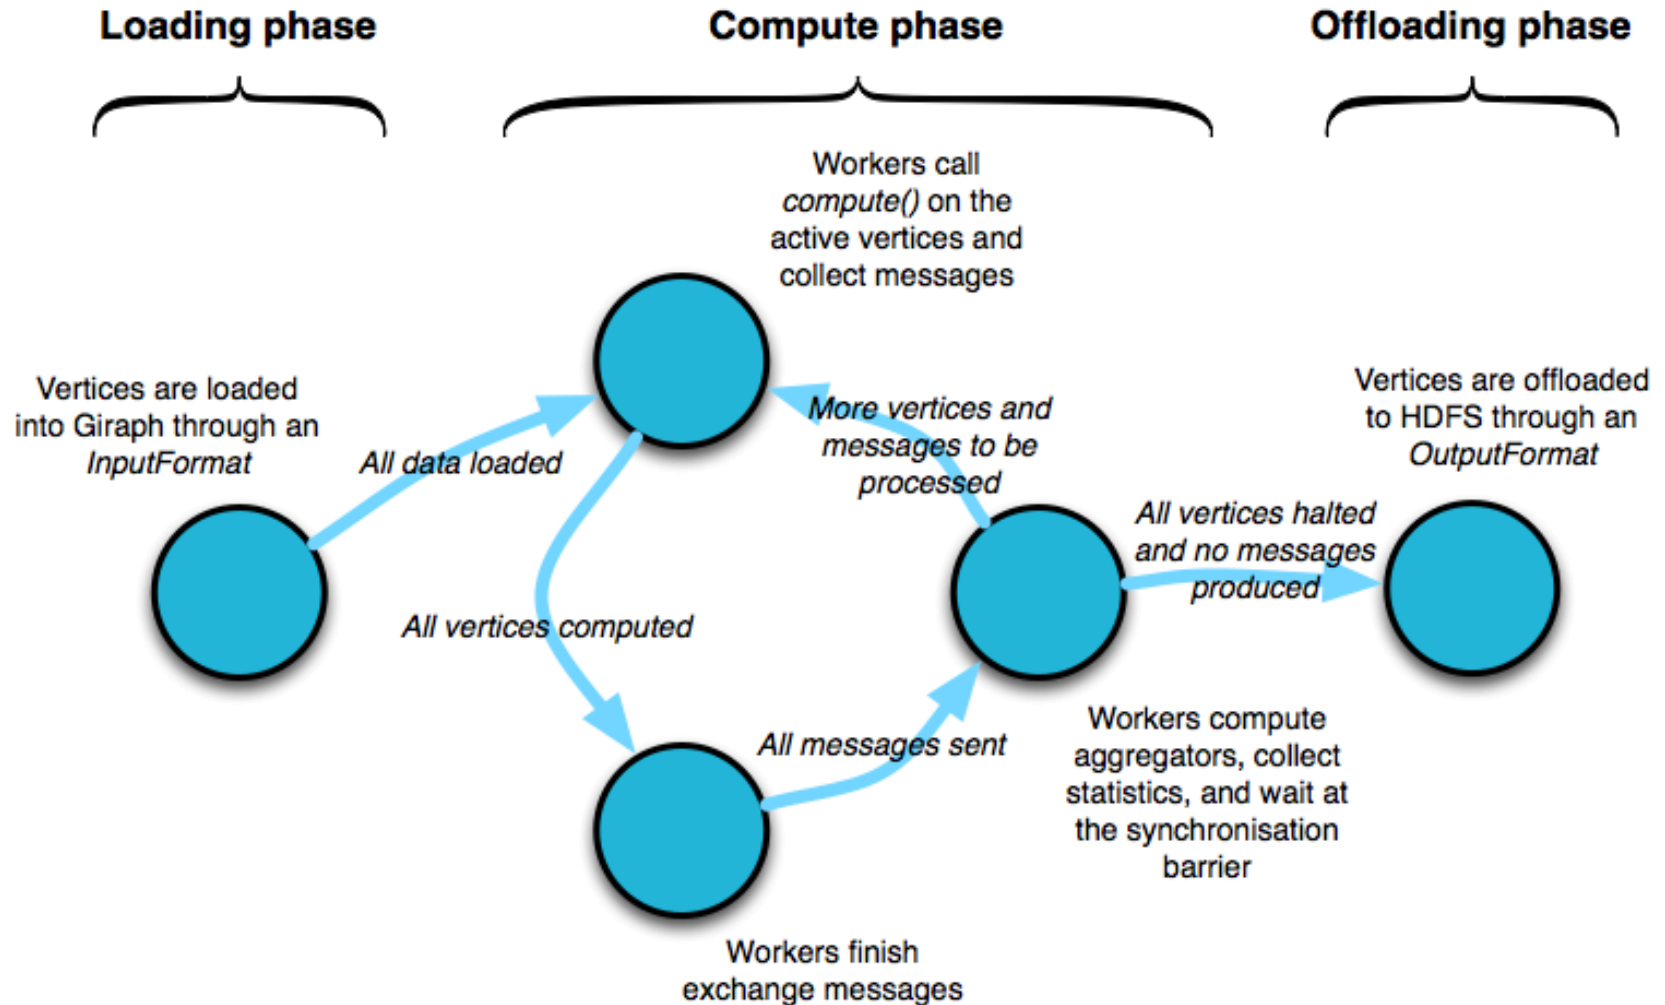 Loading phase
Compute phase
Offloading phase
Workers call
compute() on the
active vertices and
collect messages
Vertices are loaded
into Giraph through an
InputFormat
All data loaded
More vertices and
messages to be
processed
Vertices are offloaded
to HDFS through an
OutputFormat
All vertices halted
and no messages
produced
All vertices computed
All messages sent
Workers compute
aggregators, collect
statistics, and wait at
the synchronisation
barrier
Workers finish
exchange messages